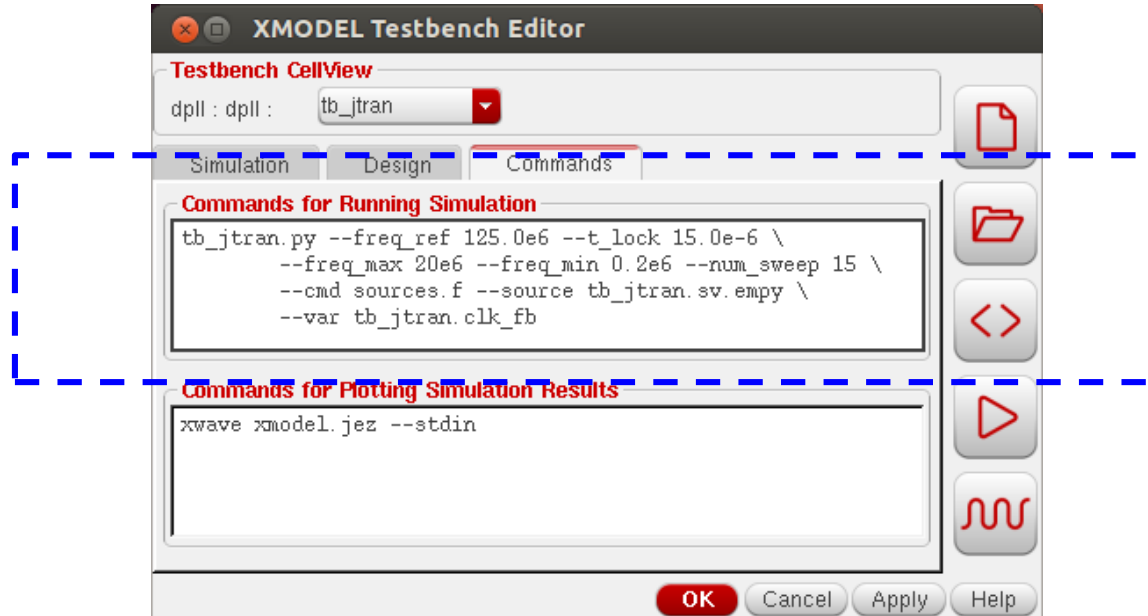 XMODEL Testbench Editor
Testbench CellView
dpll : dpll : tb_jtran
Simulation Design Commands
Commands for Running Simulation
tb_jtran.py --freq_ref 125.0e6 --t_lock 15.0e-6 \
--freq_max 20e6 --freq_min 0.2e6 --num_sweep 15 \
--cmd sources.f --source tb_jtran.sv.empy \
--var tb_jtran.clk_fb
Commands for Plotting Simulation Results
xwave xmodel.jez --stdin
OK Cancel Apply Help